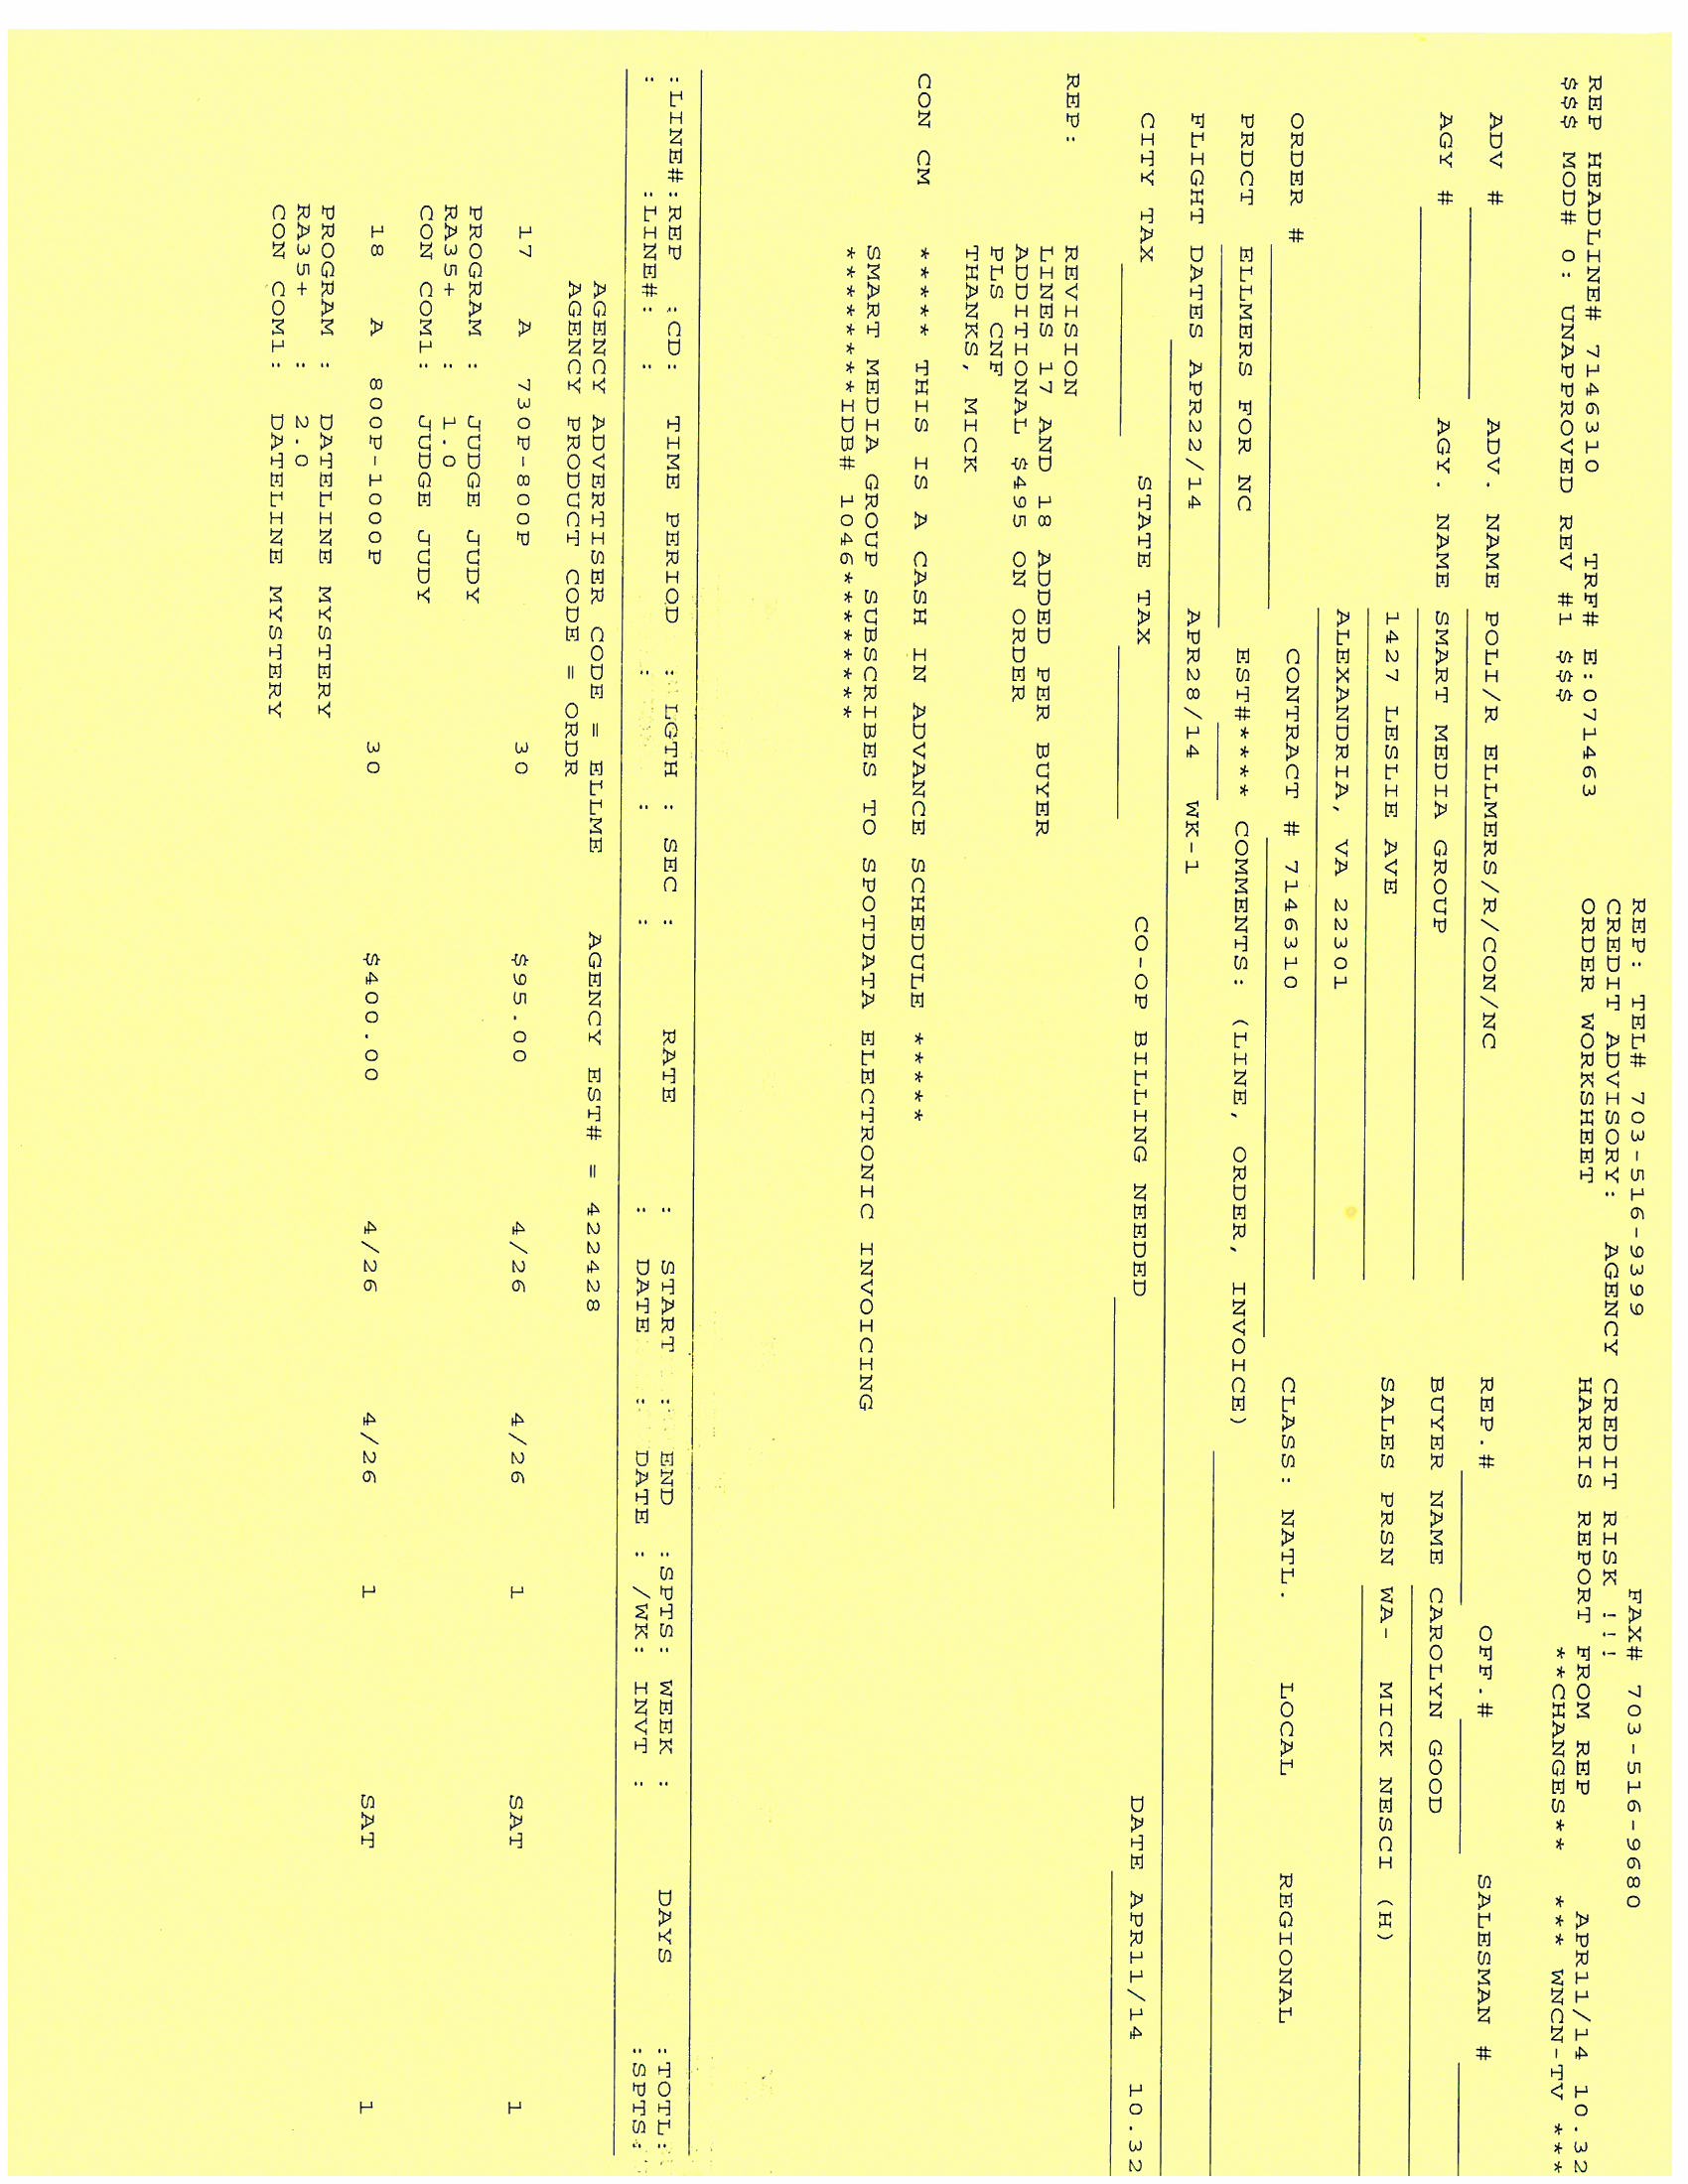 REP: TEL# 703-516-9399 FAX# 703-516-9680
CREDIT ADVISORY: AGENCY CREDIT RISK !!!
REP HEADLINE# 7146310 TRF# E:071463 ORDER WORKSHEET HARRIS REPORT FROM REP APR11/14 10.32
$$$ MOD# 0: UNAPPROVED REV #1 $$$ **CHANGES** *** WNCN-TV ***
ADV # ADV. NAME POLI/R ELLMERS/R/CON/NC REP.# OFF.# SALESMAN #
AGY # AGY. NAME SMART MEDIA GROUP BUYER NAME CAROLYN GOOD
1427 LESLIE AVE SALES PRSN WA- MICK NESCI (H)
ALEXANDRIA, VA 22301
ORDER # CONTRACT # 7146310 CLASS: NATL. LOCAL REGIONAL
PRDCT ELLMERS FOR NC EST#**** COMMENTS: (LINE, ORDER, INVOICE)
FLIGHT DATES APR22/14 APR28/14 WK-1
CITY TAX STATE TAX CO-OP BILLING NEEDED DATE APR11/14 10.32
REP: REVISION
LINES 17 AND 18 ADDED PER BUYER
ADDITIONAL $495 ON ORDER
PLS CNF
THANKS, MICK
CON CM ***** THIS IS A CASH IN ADVANCE SCHEDULE *****
SMART MEDIA GROUP SUBSCRIBES TO SPOTDATA ELECTRONIC INVOICING
*********IDB# 1046*********
:LINE#:REP :CD: TIME PERIOD : LGTH : SEC : RATE : START : END :SPTS: WEEK : DAYS :TOTL:
: :LINE#: : : : : : DATE : DATE : /WK: INVT : :SPTS:
AGENCY ADVERTISER CODE = ELLME AGENCY EST# = 422428
AGENCY PRODUCT CODE = ORDR
17 A 730P-800P 30 $95.00 4/26 4/26 1 SAT 1
PROGRAM : JUDGE JUDY
RA35+ : 1.0
CON COM1: JUDGE JUDY
18 A 800P-1000P 30 $400.00 4/26 4/26 1 SAT 1
PROGRAM : DATELINE MYSTERY
RA35+ : 2.0
CON COM1: DATELINE MYSTERY